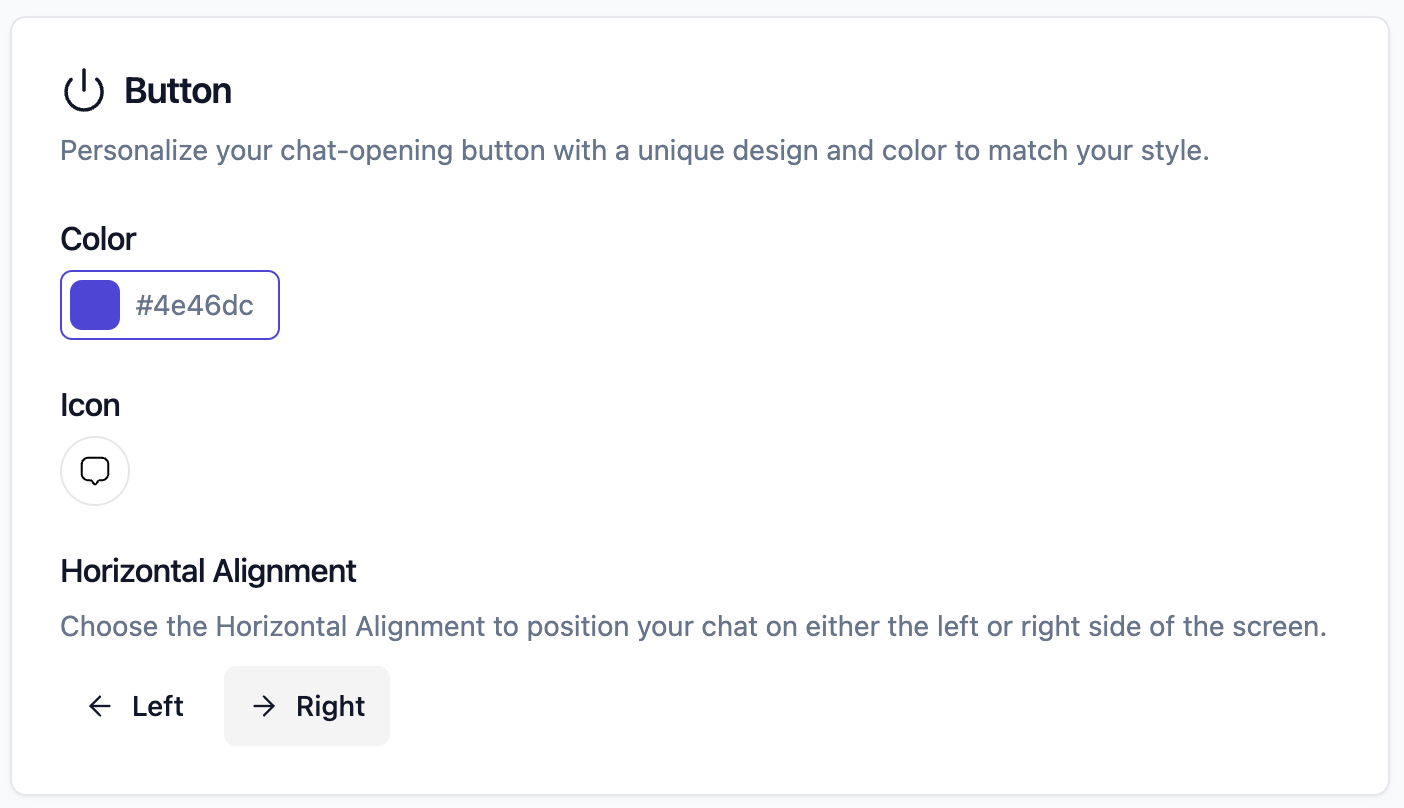 Button
Personalize your chat-opening button with a unique design and color to match your style.
Color
#4e46dc
Icon
Horizontal Alignment
Choose the Horizontal Alignment to position your chat on either the left or right side of the screen.
Left Right